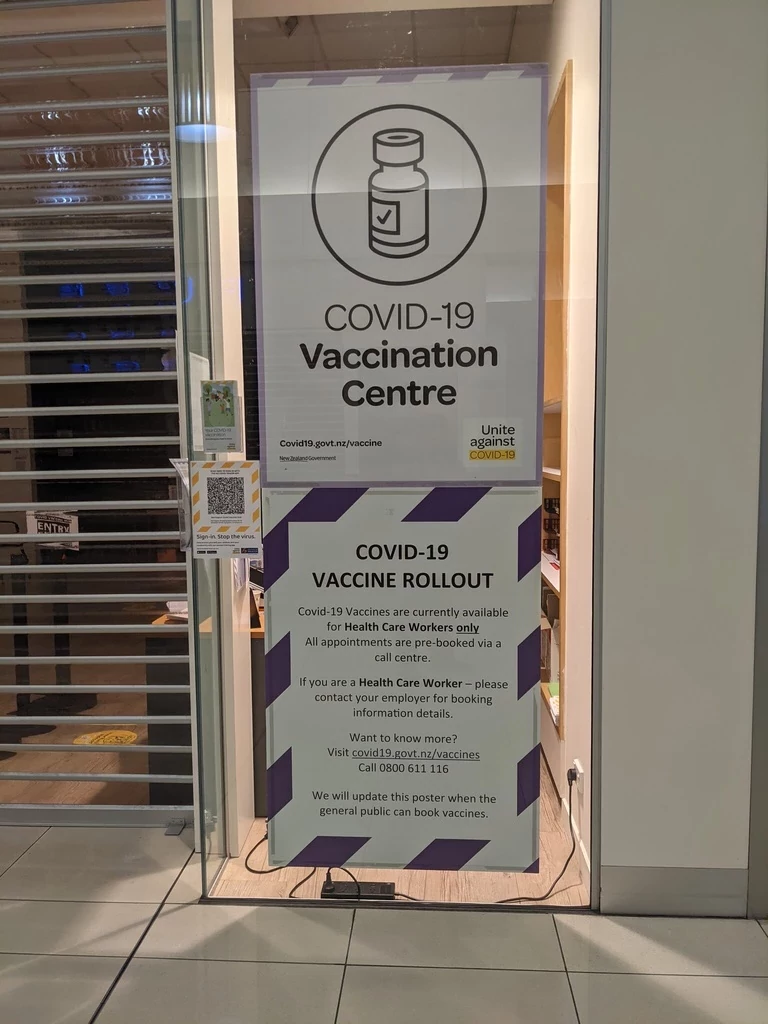 COVID-19
Vaccination
Centre
Covid19.govt.nz/vaccine
New Zealand Government
Unite
against
COVID-19
Sign-in. Stop the virus.
ENTRY
COVID-19
VACCINE ROLLOUT
Covid-19 Vaccines are currently available
for Health Care Workers only
All appointments are pre-booked via a
call centre.
If you are a Health Care Worker – please
contact your employer for booking
information details.
Want to know more?
Visit covid19.govt.nz/vaccines
Call 0800 611 116
We will update this poster when the
general public can book vaccines.